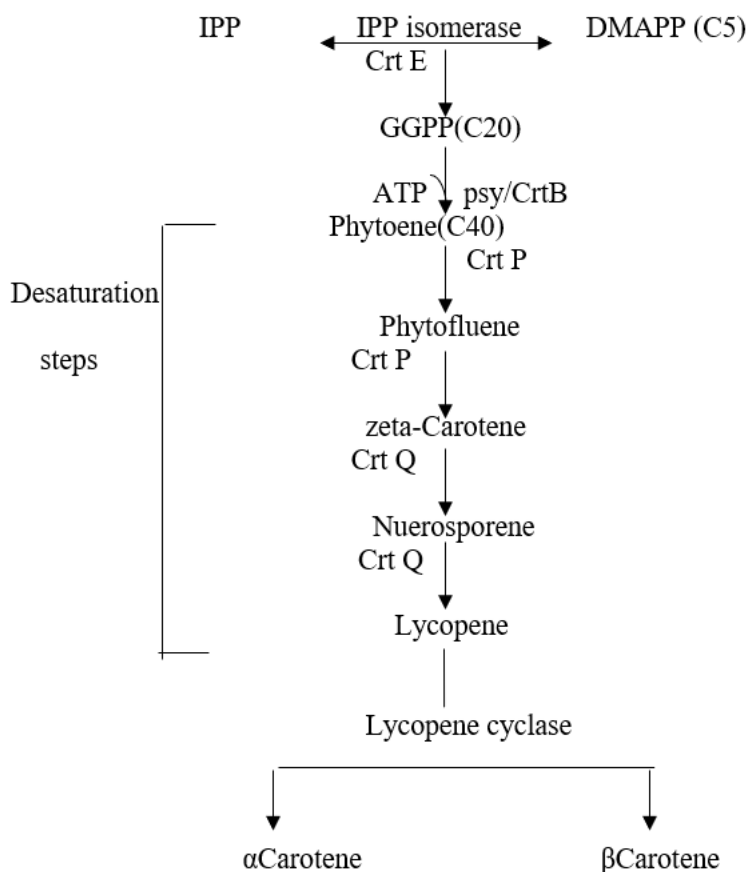 IPP IPP isomerase DMAPP (C5)
Crt E
GGPP(C20)
ATP psy/CrtB
Phytoene(C40)
Crt P
Desaturation
Phytofluene
steps Crt P
zeta-Carotene
Crt Q
Nuerosporene
Crt Q
Lycopene
Lycopene cyclase
αCarotene βCarotene